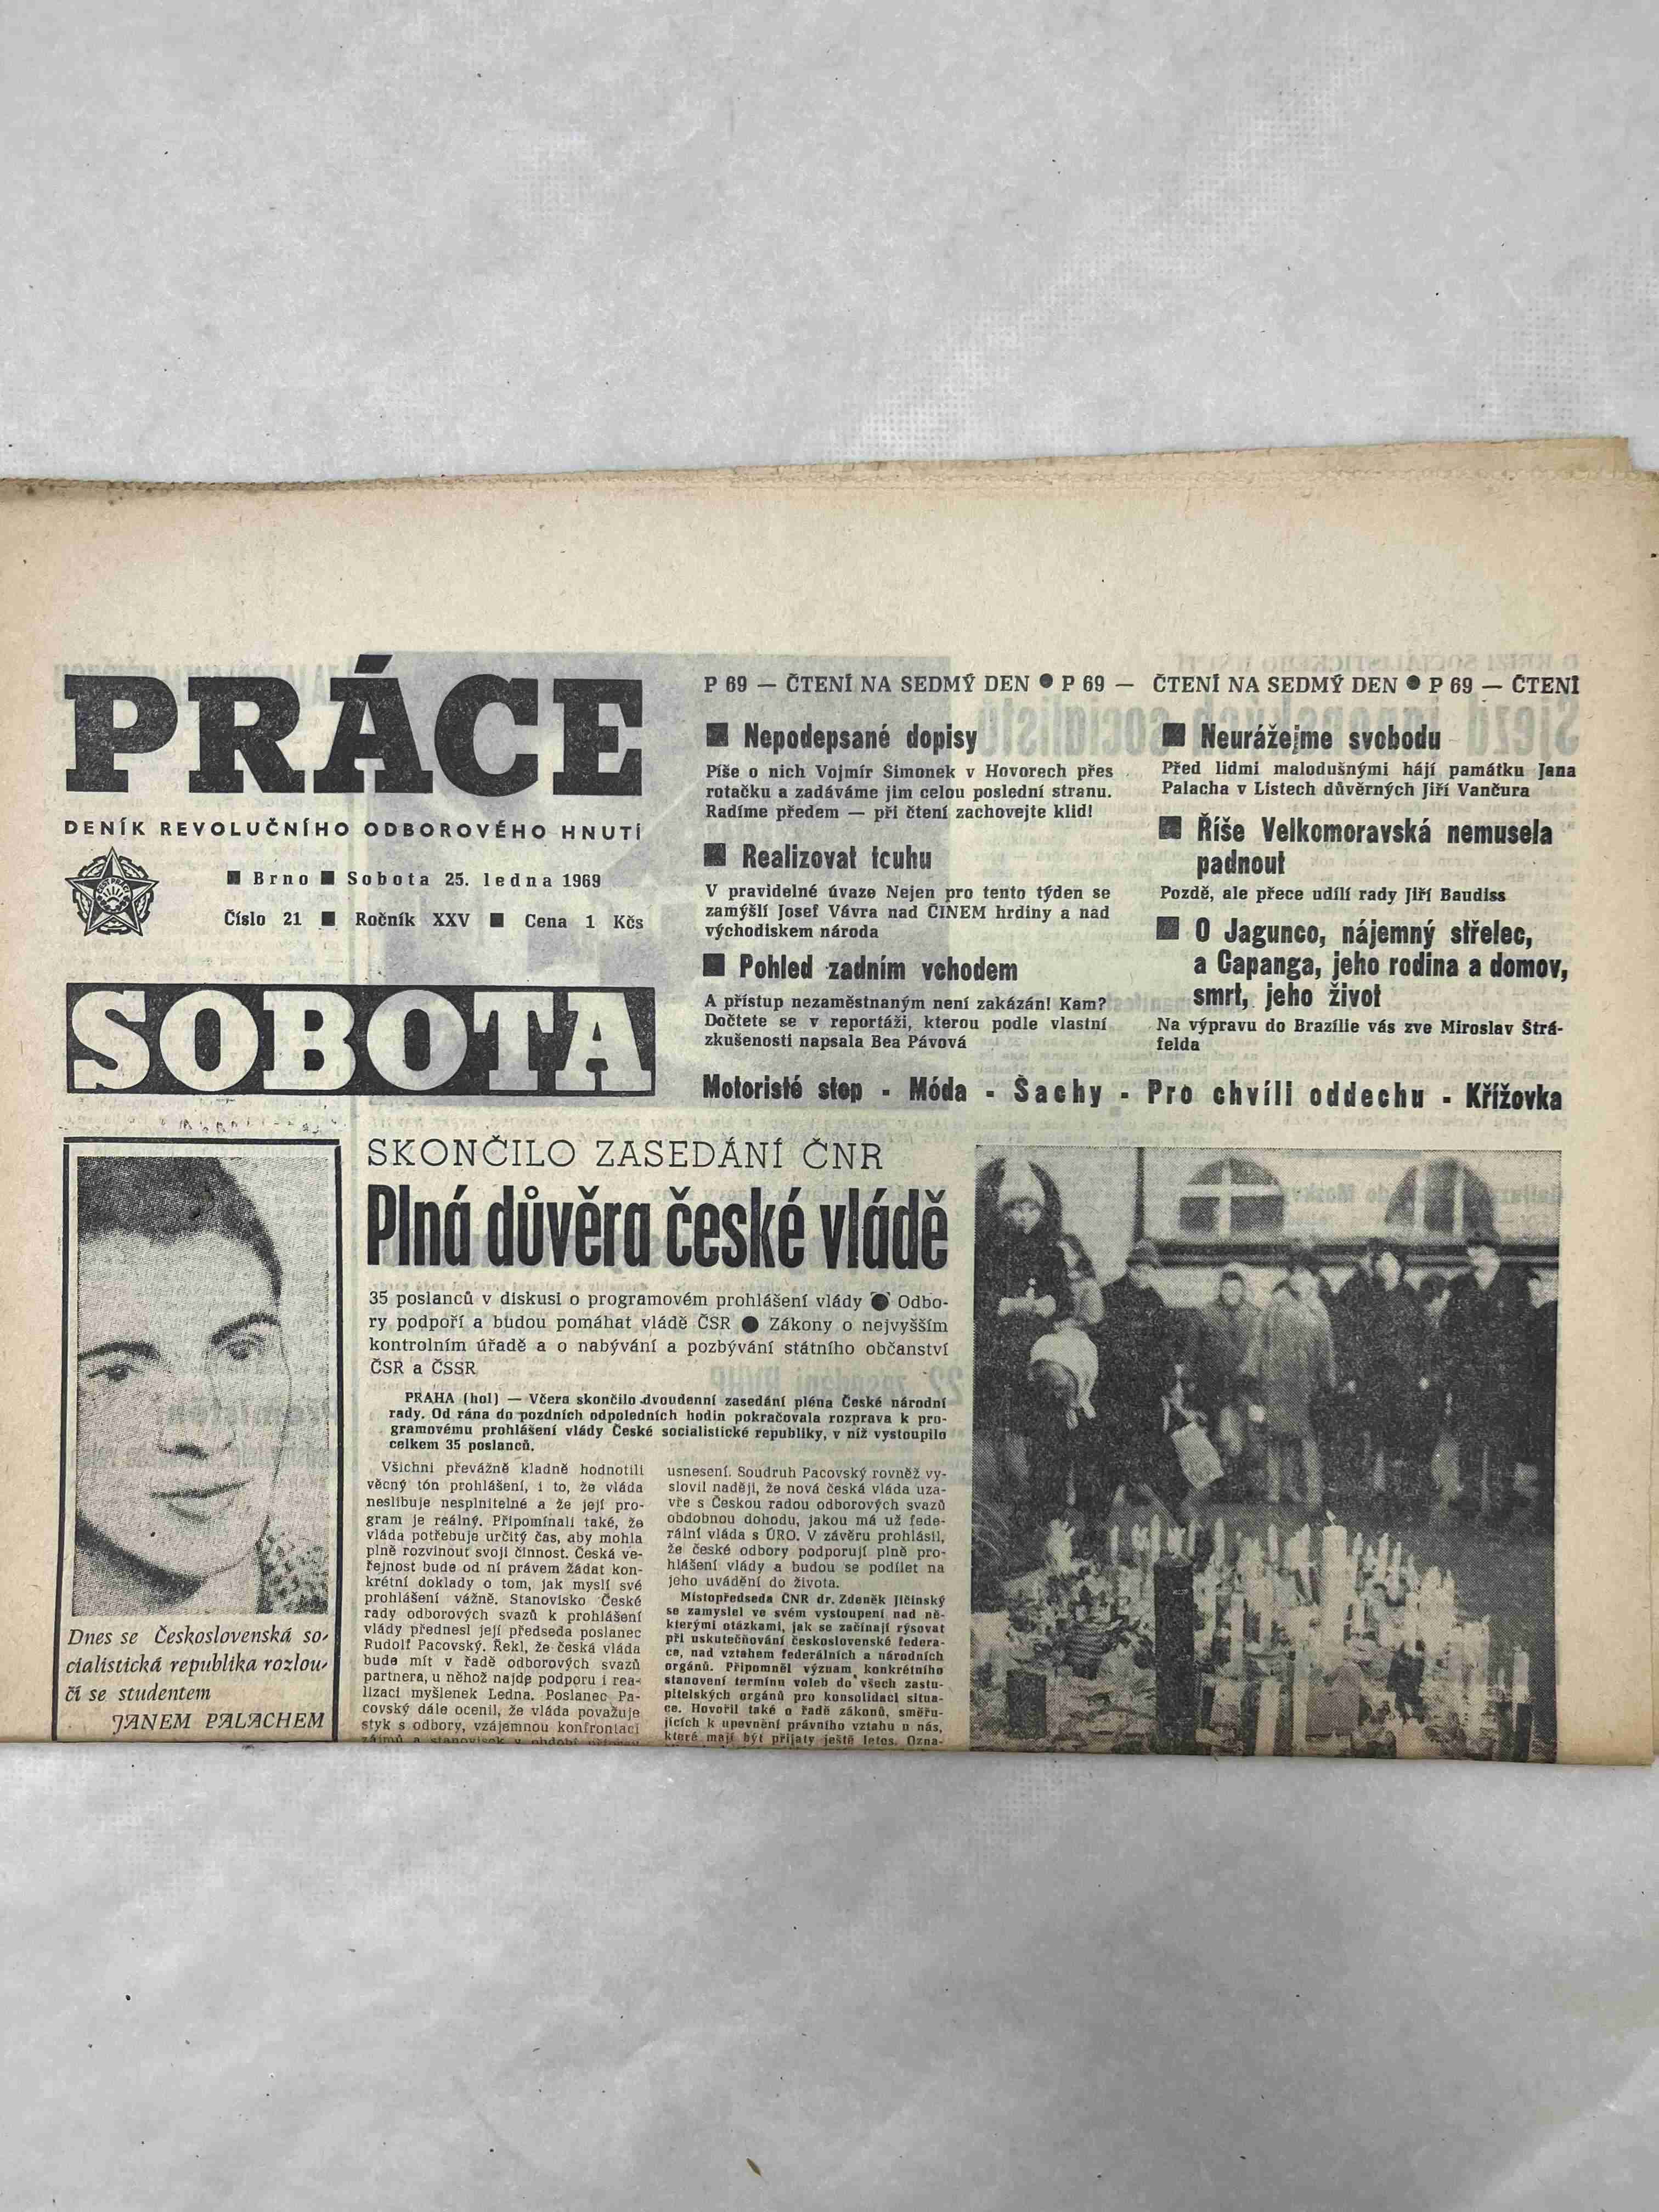 PRÁCE
DENÍK REVOLUČNÍHO ODBOROVÉHO HNUTÍ
■ Brno ■ Sobota 25. ledna 1969
Číslo 21 ■ Ročník XXV ■ Cena 1 Kčs
SOBOTA
P 69 — ČTENÍ NA SEDMÝ DEN ● P 69 — ČTENÍ NA SEDMÝ DEN ● P 69 — ČTENÍ
■ Nepodepsané dopisy
Píše o nich Vojmír Šimonek v Hovorech přes
rotačku a zadáváme jim celou poslední stranu.
Radíme předem — při čtení zachovejte klid!
■ Realizovat touhu
V pravidelné úvaze Nejen pro tento týden se
zamýšlí Josef Vávra nad ČINEM hrdiny a nad
východiskem národa
■ Pohled zadním vchodem
A přístup nezaměstnaným není zakázán! Kam?
Dočtete se v reportáži, kterou podle vlastní
zkušenosti napsala Bea Pávová
■ Neurážejme svobodu
Před lidmi malodušnými hájí památku Jana
Palacha v Listech důvěrných Jiří Vančura
■ Říše Velkomoravská nemusela
padnout
Pozdě, ale přece udílí rady Jiří Baudiss
■ O Jagunco, nájemný střelec,
a Capanga, jeho rodina a domov,
smrt, jeho život
Na výpravu do Brazílie vás zve Miroslav Strá-
felda
Motoristé stop - Móda - Šachy - Pro chvíli oddechu - Křížovka
Dnes se Československá so-
cialistická republika rozlou-
čí se studentem
JANEM PALACHEM
SKONČILO ZASEDÁNÍ ČNR
Plná důvěra české vládě
35 poslanců v diskusi o programovém prohlášení vlády ● Odbo-
ry podpoří a budou pomáhat vládě ČSR ● Zákony o nejvyšším
kontrolním úřadě a o nabývání a pozbývání státního občanství
ČSR a ČSSR
PRAHA (hol) — Včera skončilo dvoudenní zasedání pléna České národní
rady. Od rána do pozdních odpoledních hodin pokračovala rozprava k pro-
gramovému prohlášení vlády České socialistické republiky, v níž vystoupilo
celkem 35 poslanců.
Všichni převážně kladně hodnotili
věcný tón prohlášení, i to, že vláda
neslibuje nesplnitelné a že její pro-
gram je reálný. Připomínali také, že
vláda potřebuje určitý čas, aby mohla
plně rozvinout svoji činnost. Česká ve-
řejnost bude od ní právem žádat kon-
krétní doklady o tom, jak myslí své
prohlášení vážně. Stanovisko České
rady odborových svazů k prohlášení
vlády přednesl její předseda poslanec
Rudolf Pacovský. Řekl, že česká vláda
bude mít v řadě odborových svazů
partnera, u něhož najde podporu i rea-
lizaci myšlenek Ledna. Poslanec Pa-
covský dále ocenil, že vláda považuje
styk s odbory, vzájemnou konfrontaci
zájmů a stanovisek v období přípravy
usnesení. Soudruh Pacovský rovněž vy-
slovil naději, že nová česká vláda uza-
vře s Českou radou odborových svazů
obdobnou dohodu, jakou má už fede-
rální vláda s ÚRO. V závěru prohlásil,
že české odbory podporují plně pro-
hlášení vlády a budou se podílet na
jeho uvádění do života.
Místopředseda ČNR dr. Zdeněk Jičínský
se zamyslel ve svém vystoupení nad ně-
kterými otázkami, jak se začínají rýsovat
při uskutečňování československé federa-
ce, nad vztahem federálních a národních
orgánů. Připomněl význam konkrétního
stanovení termínu voleb do všech zastu-
pitelských orgánů pro konsolidaci situa-
ce. Hovořil také o řadě zákonů, směřu-
jících k upevnění právního vztahu u nás,
které mají být přijaty ještě letos. Ozna-